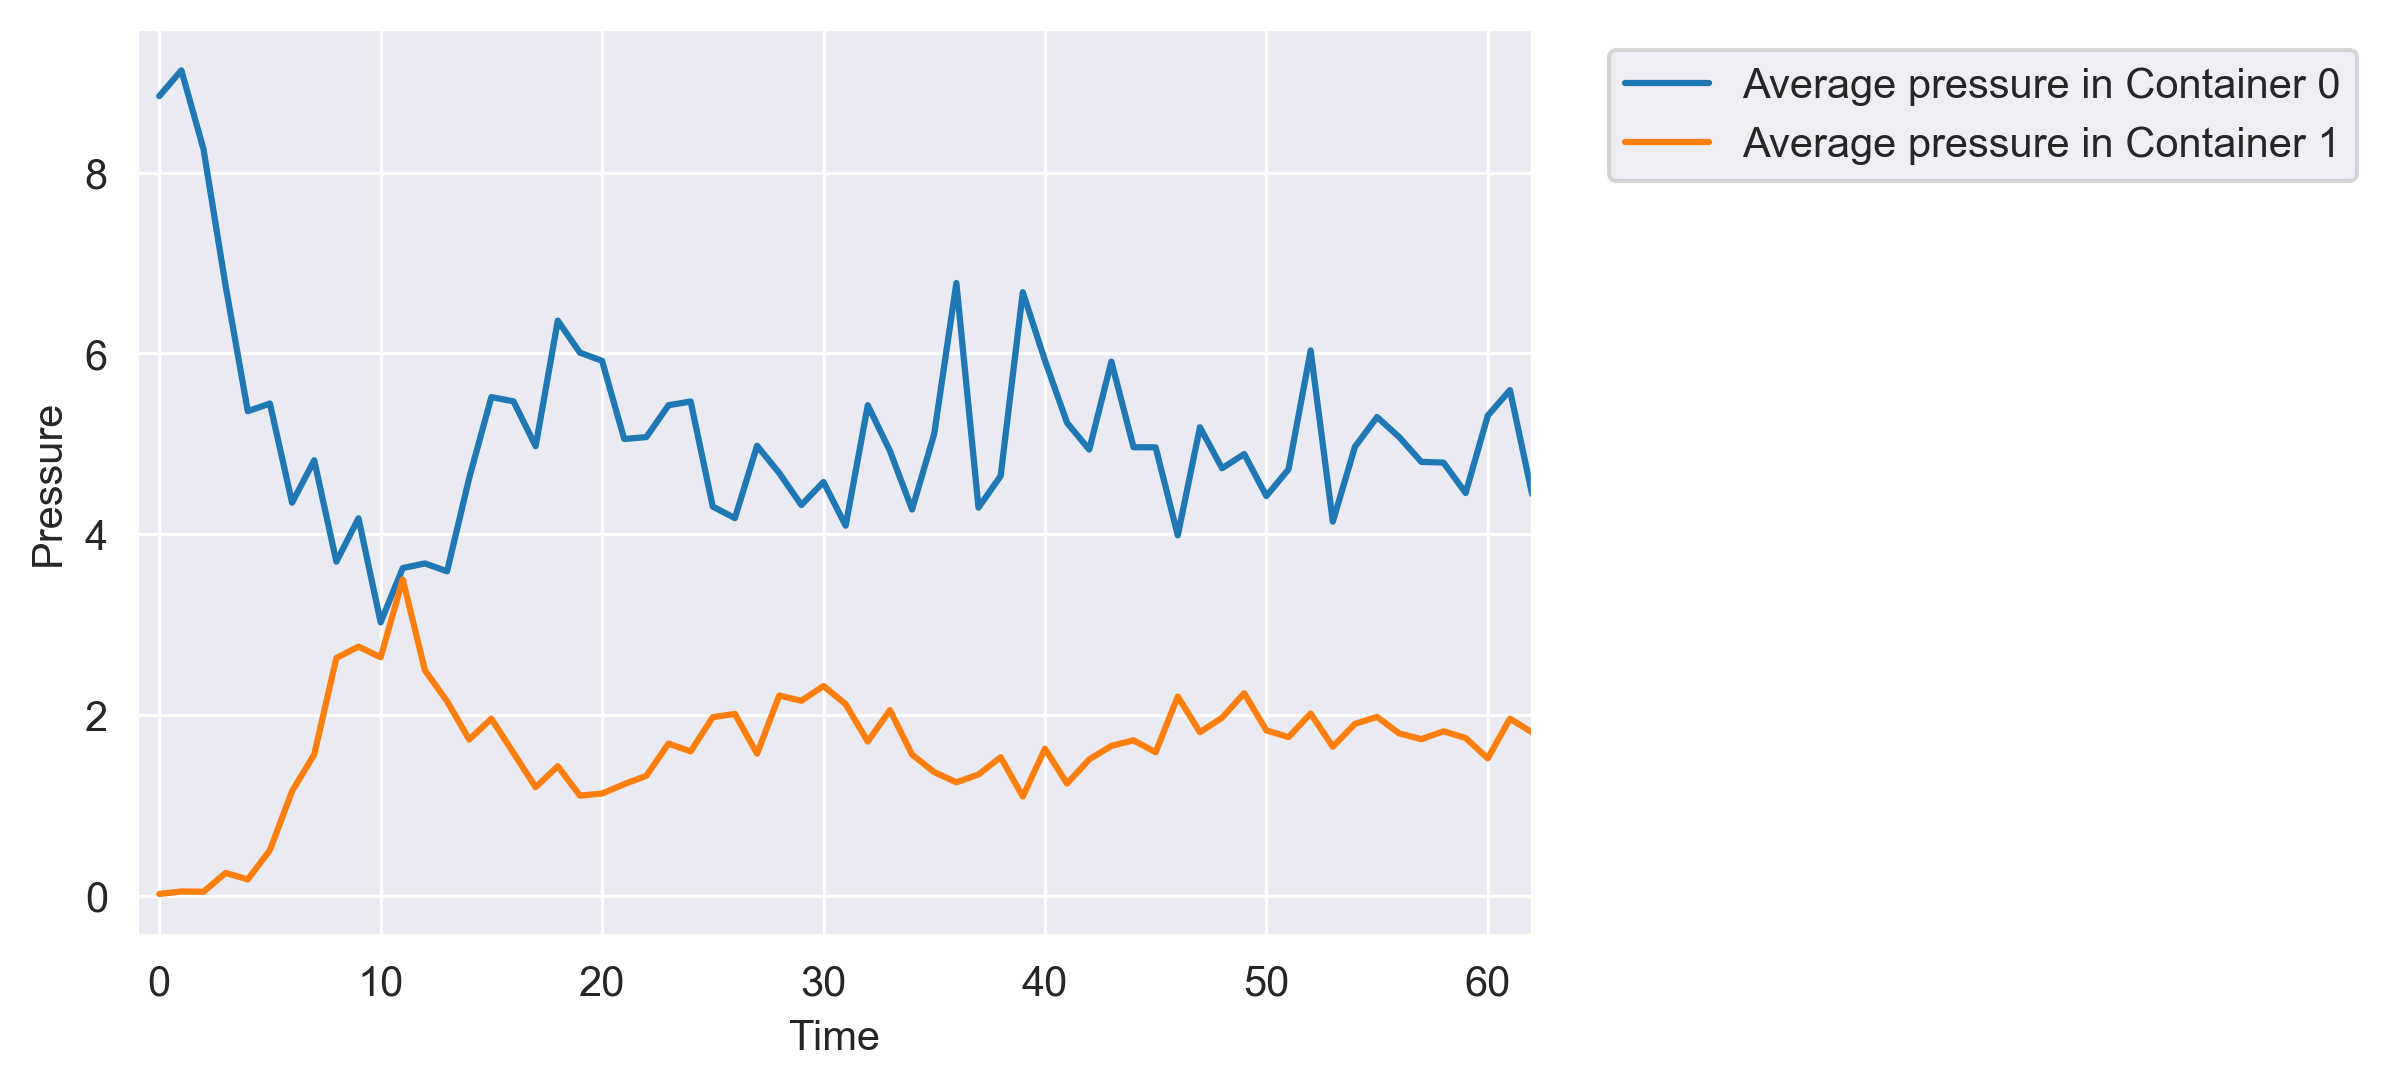 Average pressure in Container 0
Average pressure in Container 1
8
6
4
2
0
Pressure
0 10 20 30 40 50 60
Time